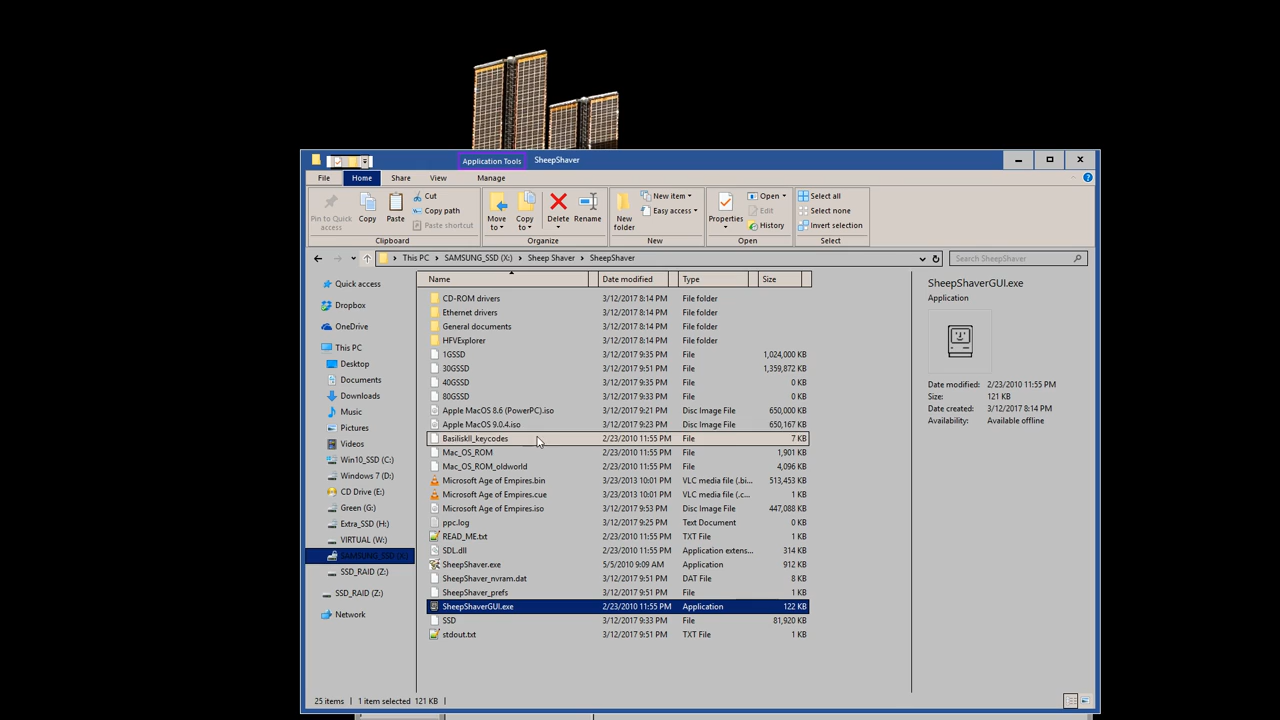 Application Tools SheepShaver
File Home Share View Manage
Pin to Quick access Copy Paste Cut Copy path Paste shortcut Move to Copy to Delete Rename New folder New item Easy access Properties Open Edit History Select all Select none Invert selection
Clipboard Organize New Open Select
This PC SAMSUNG_SSD (X:) Sheep Shaver SheepShaver Search SheepShaver
Name Date modified Type Size
Quick access
Dropbox
OneDrive
This PC
Desktop
Documents
Downloads
Music
Pictures
Videos
Win10_SSD (C:)
Windows 7 (D:)
CD Drive (E:)
Green (G:)
Extra_SSD (H:)
VIRTUAL (W:)
SAMSUNG_SSD (X:)
SSD_RAID (Z:)
SSD_RAID (Z:)
Network
CD-ROM drivers 3/12/2017 8:14 PM File folder
Ethernet drivers 3/12/2017 8:14 PM File folder
General documents 3/12/2017 8:14 PM File folder
HFVExplorer 3/12/2017 8:14 PM File folder
1GSSD 3/12/2017 9:35 PM File 1,024,000 KB
30GSSD 3/12/2017 9:51 PM File 1,359,872 KB
40GSSD 3/12/2017 9:35 PM File 0 KB
80GSSD 3/12/2017 9:33 PM File 0 KB
Apple MacOS 8.6 (PowerPC).iso 3/12/2017 9:21 PM Disc Image File 650,000 KB
Apple MacOS 9.0.4.iso 3/12/2017 9:23 PM Disc Image File 650,167 KB
BasiliskII_keycodes 2/23/2010 11:55 PM File 7 KB
Mac_OS_ROM 2/23/2010 11:55 PM File 1,901 KB
Mac_OS_ROM_oldworld 2/23/2010 11:55 PM File 4,096 KB
Microsoft Age of Empires.bin 3/23/2013 10:01 PM VLC media file (.bi... 513,453 KB
Microsoft Age of Empires.cue 3/23/2013 10:01 PM VLC media file (.c... 1 KB
Microsoft Age of Empires.iso 3/12/2017 9:53 PM Disc Image File 447,088 KB
ppc.log 3/12/2017 9:25 PM Text Document 0 KB
READ_ME.txt 2/23/2010 11:55 PM TXT File 7 KB
SDL.dll 2/23/2010 11:55 PM Application extens... 314 KB
SheepShaver.exe 5/5/2010 9:09 AM Application 912 KB
SheepShaver_nvram.dat 3/12/2017 9:51 PM DAT File 8 KB
SheepShaver_prefs 3/12/2017 9:51 PM File 1 KB
SheepShaverGUI.exe 2/23/2010 11:55 PM Application 122 KB
SSD 3/12/2017 9:33 PM File 81,920 KB
stdout.txt 3/12/2017 9:51 PM TXT File 1 KB
SheepShaverGUI.exe
Application
Date modified: 2/23/2010 11:55 PM
Size: 121 KB
Date created: 3/12/2017 8:14 PM
Availability: Available offline
25 items 1 item selected 121 KB